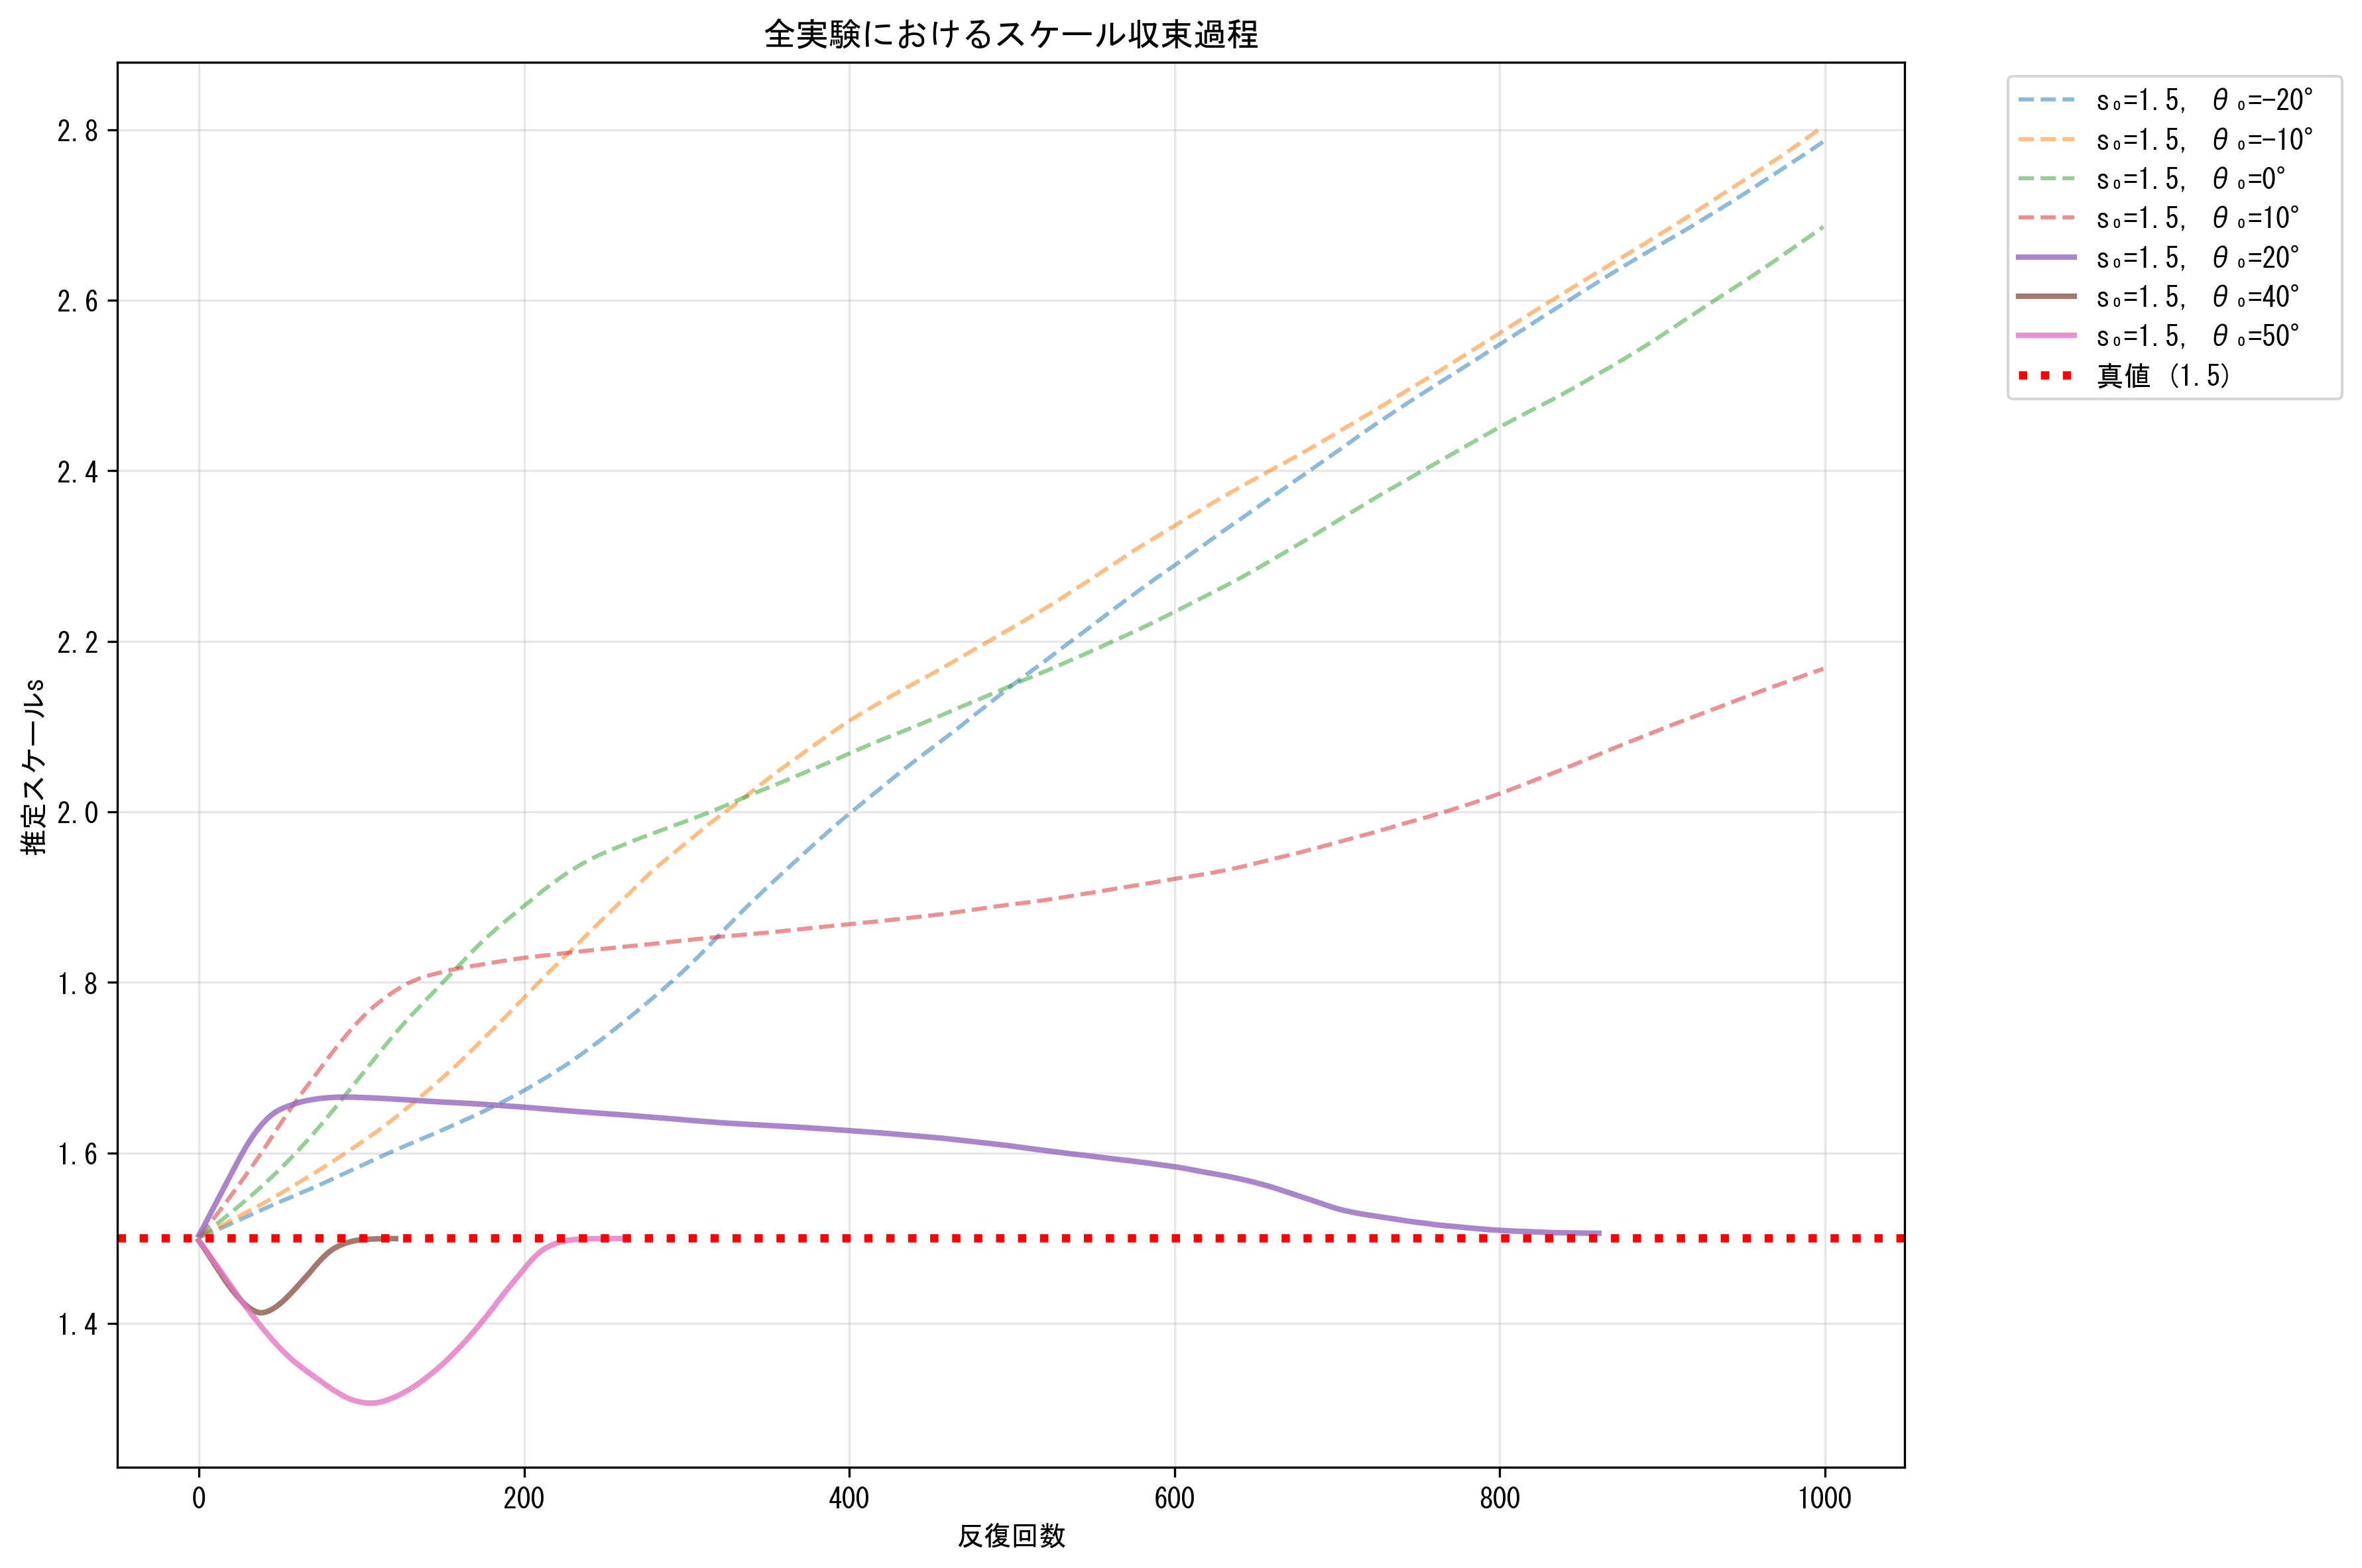 全実験におけるスケール収束過程
2.8
2.6
2.4
2.2
2.0
1.8
1.6
1.4
推定スケールs
0 200 400 600 800 1000
反復回数
s₀=1.5, θ₀=-20°
s₀=1.5, θ₀=-10°
s₀=1.5, θ₀=0°
s₀=1.5, θ₀=10°
s₀=1.5, θ₀=20°
s₀=1.5, θ₀=40°
s₀=1.5, θ₀=50°
真値 (1.5)